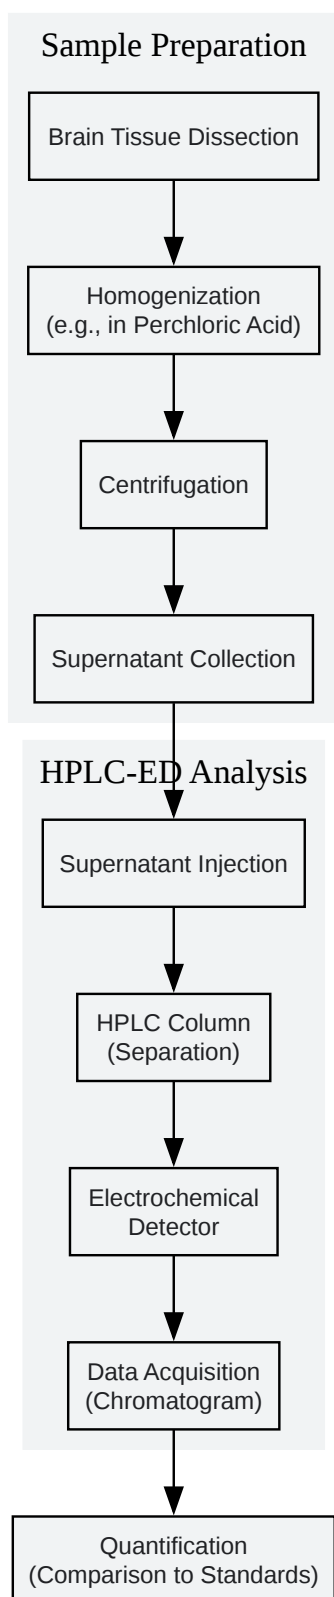 Sample Preparation
Brain Tissue Dissection
Homogenization
(e.g., in Perchloric Acid)
Centrifugation
Supernatant Collection
HPLC-ED Analysis
Supernatant Injection
HPLC Column
(Separation)
Electrochemical
Detector
Data Acquisition
(Chromatogram)
Quantification
(Comparison to Standards)